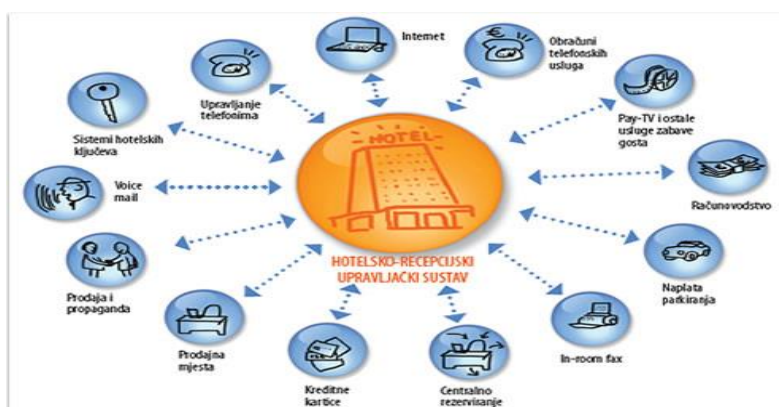 Internet
€
Obračuni
telefonskih
usluga
Upravljanje
telefonima
Pay-TV i ostale
usluge zabave
gosta
Sistemi hotelskih
ključeva
HOTEL
Voice
mail
Računovodstvo
HOTELSKO-RECEPCIJSKI
UPRAVLJAČKI SUSTAV
Prodaja i
propaganda
Naplata
parkiranja
Prodajna
mjesta
In-room fax
Kreditne
kartice
Centralno
rezerviranje